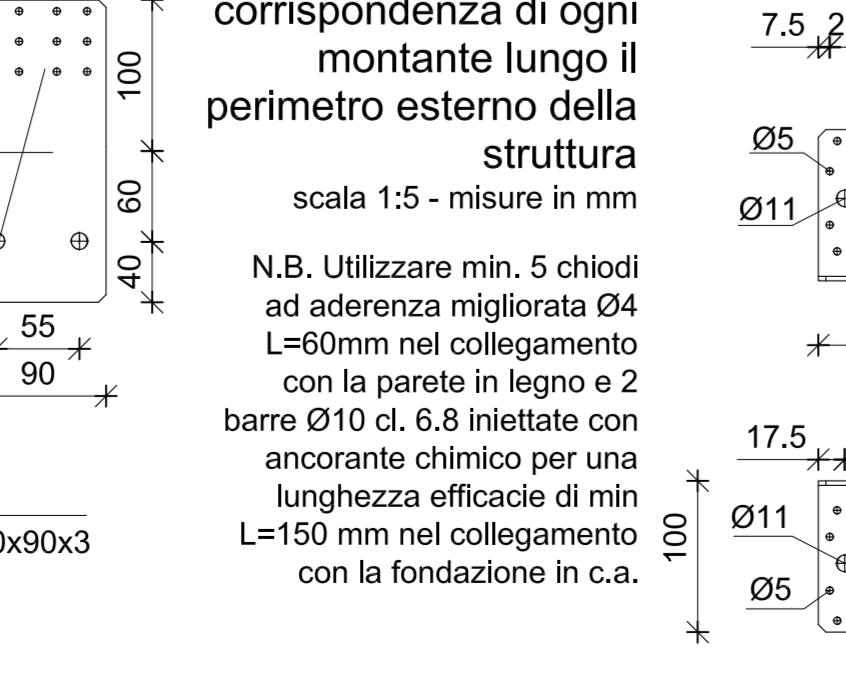 corrispondenza di ogni
montante lungo il
perimetro esterno della
struttura
scala 1:5 - misure in mm
N.B. Utilizzare min. 5 chiodi
ad aderenza migliorata Ø4
L=60mm nel collegamento
con la parete in legno e 2
barre Ø10 cl. 6.8 iniettate con
ancorante chimico per una
lunghezza efficacie di min
L=150 mm nel collegamento
con la fondazione in c.a.
100
60
40
55
90
0x90x3
7.5 2
Ø5
Ø11
17.5
100
Ø11
Ø5